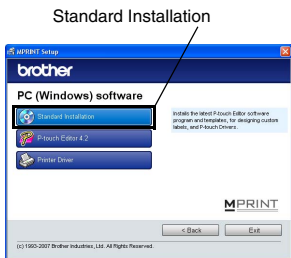 Standard Installation
MPRINT Setup
brother
PC (Windows) software
Standard Installation
Installs the latest P-touch Editor software
program and templates, for designing custom
labels, and P-touch Drivers.
P-touch Editor 4.2
Printer Driver
MPRINT
< Back
Exit
(c) 1993-2007 Brother Industries, Ltd. All Rights Reserved.